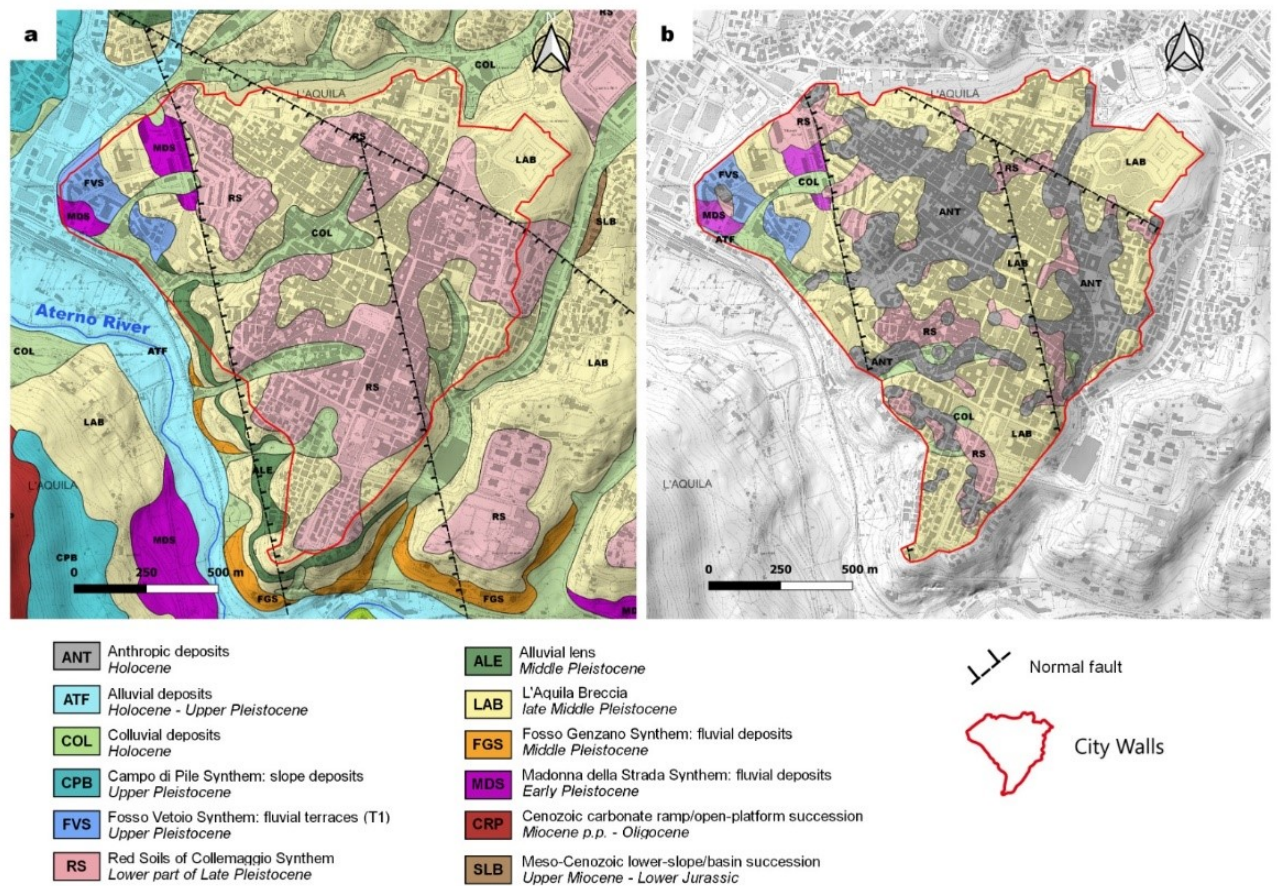 a
COL
RS
L'AQUILA
RS
MDS
LAB
FVS
RS
MDS
COL
SLB
Aterno River
COL
ATF
LAB
RS
LAB
ALE
L'AQUILA
RS
MDS
CPB
0 250 500 m
FGS
FGS
b
L'AQUILA
RS
MDS
LAB
FVS
COL
RS
MDS
ANT
ATF
LAB
ANT
RS
ANT
COL
LAB
RS
L'AQUILA
0 250 500 m
ANT Anthropic deposits
Holocene
ATF Alluvial deposits
Holocene - Upper Pleistocene
COL Colluvial deposits
Holocene
CPB Campo di Pile Synthem: slope deposits
Upper Pleistocene
FVS Fosso Vetoio Synthem: fluvial terraces (T1)
Upper Pleistocene
RS Red Soils of Collemaggio Synthem
Lower part of Late Pleistocene
ALE Alluvial lens
Middle Pleistocene
LAB L'Aquila Breccia
late Middle Pleistocene
FGS Fosso Genzano Synthem: fluvial deposits
Middle Pleistocene
MDS Madonna della Strada Synthem: fluvial deposits
Early Pleistocene
CRP Cenozoic carbonate ramp/open-platform succession
Miocene p.p. - Oligocene
SLB Meso-Cenozoic lower-slope/basin succession
Upper Miocene - Lower Jurassic
Normal fault
City Walls